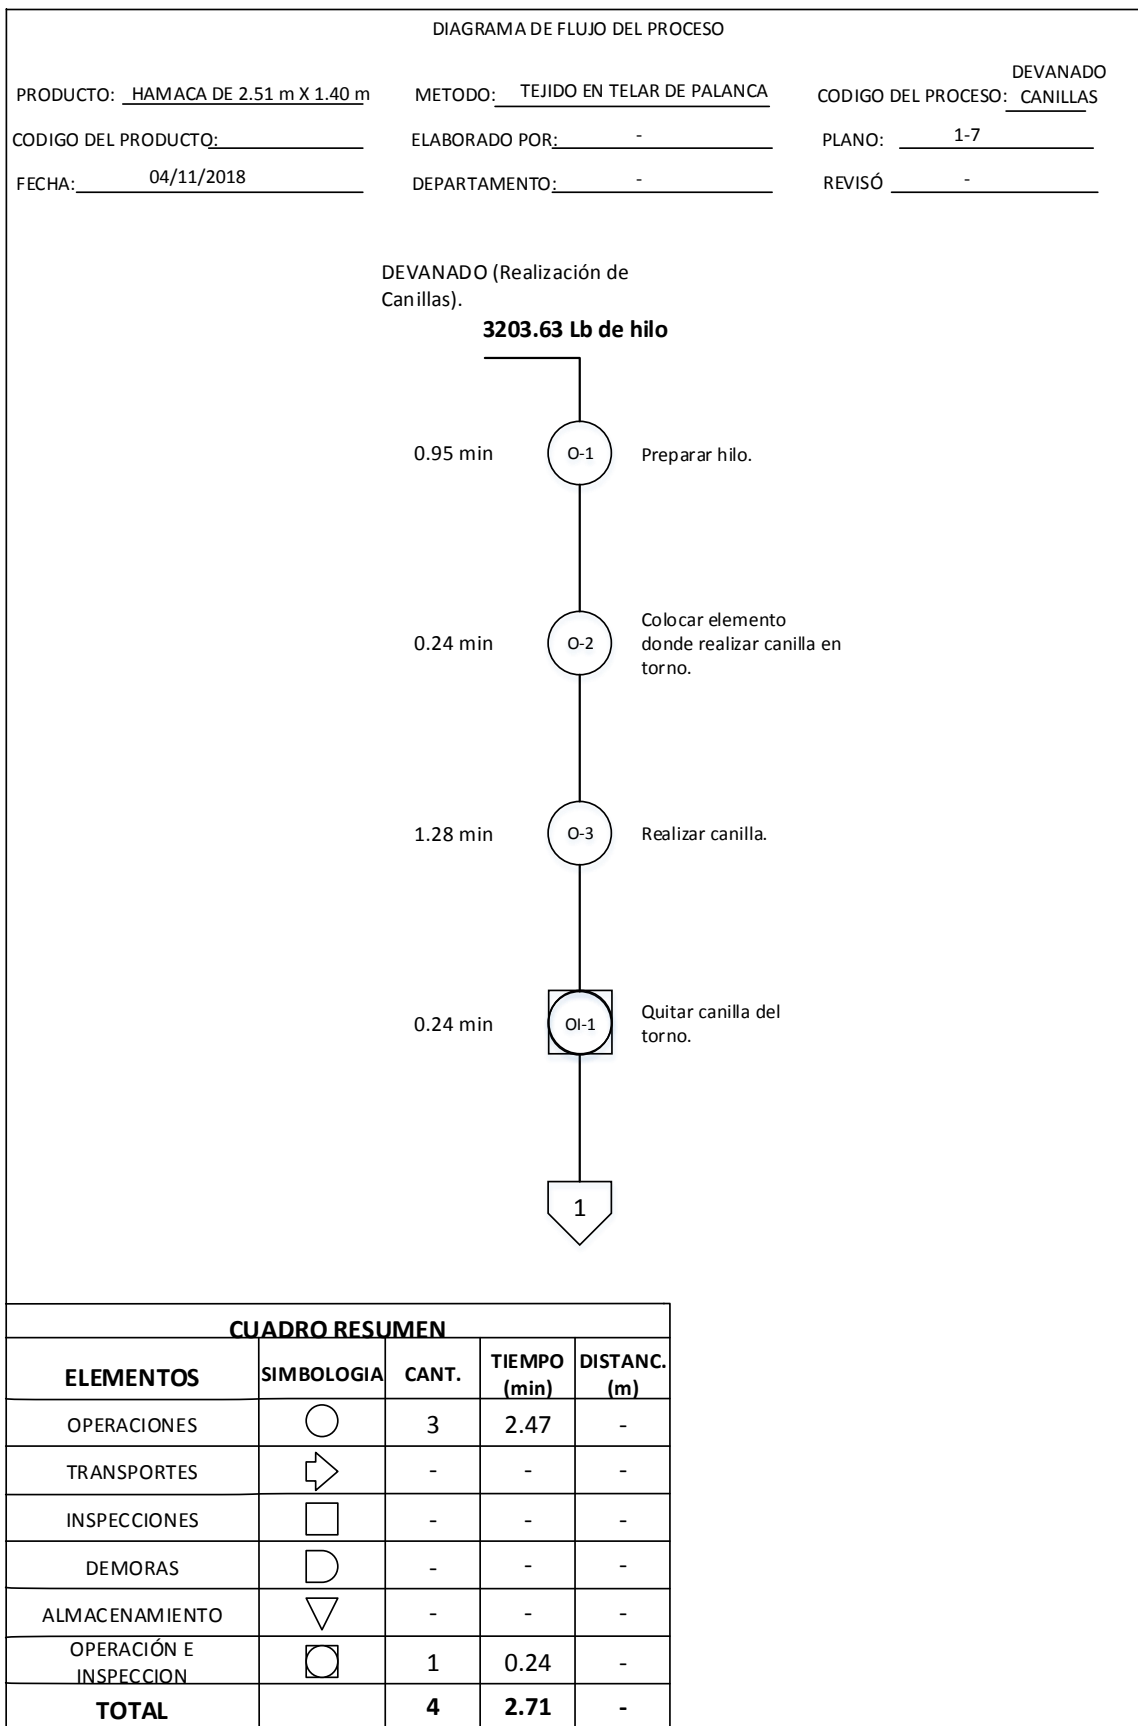 DIAGRAMA DE FLUJO DEL PROCESO
PRODUCTO: HAMACA DE 2.51 m X 1.40 m
METODO: TEJIDO EN TELAR DE PALANCA
CODIGO DEL PROCESO: DEVANADO
CANILLAS
CODIGO DEL PRODUCTO:
ELABORADO POR: -
PLANO: 1-7
FECHA: 04/11/2018
DEPARTAMENTO: -
REVISÓ -
DEVANADO (Realización de
Canillas).
3203.63 Lb de hilo
0.95 min O-1 Preparar hilo.
0.24 min O-2 Colocar elemento
donde realizar canilla en
torno.
1.28 min O-3 Realizar canilla.
0.24 min OI-1 Quitar canilla del
torno.
1
CUADRO RESUMEN
ELEMENTOS SIMBOLOGIA CANT. TIEMPO (min) DISTANC. (m)
OPERACIONES 3 2.47 -
TRANSPORTES - - -
INSPECCIONES - - -
DEMORAS - - -
ALMACENAMIENTO - - -
OPERACIÓN E
INSPECCION 1 0.24 -
TOTAL 4 2.71 -